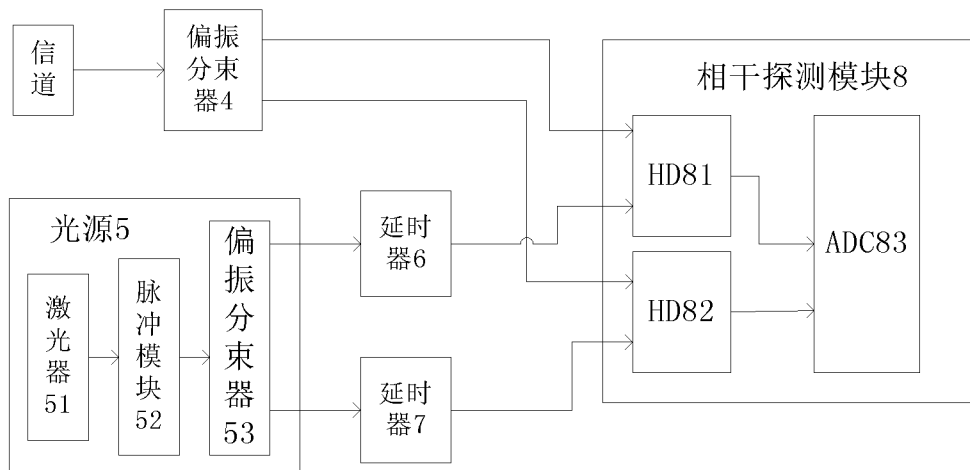 信
道
偏振
分束
器4
相干探测模块8
HD81
ADC83
HD82
光源5
激
光
器
51
脉
冲
模
块
52
偏
振
分
束
器
53
延时
器6
延时
器7